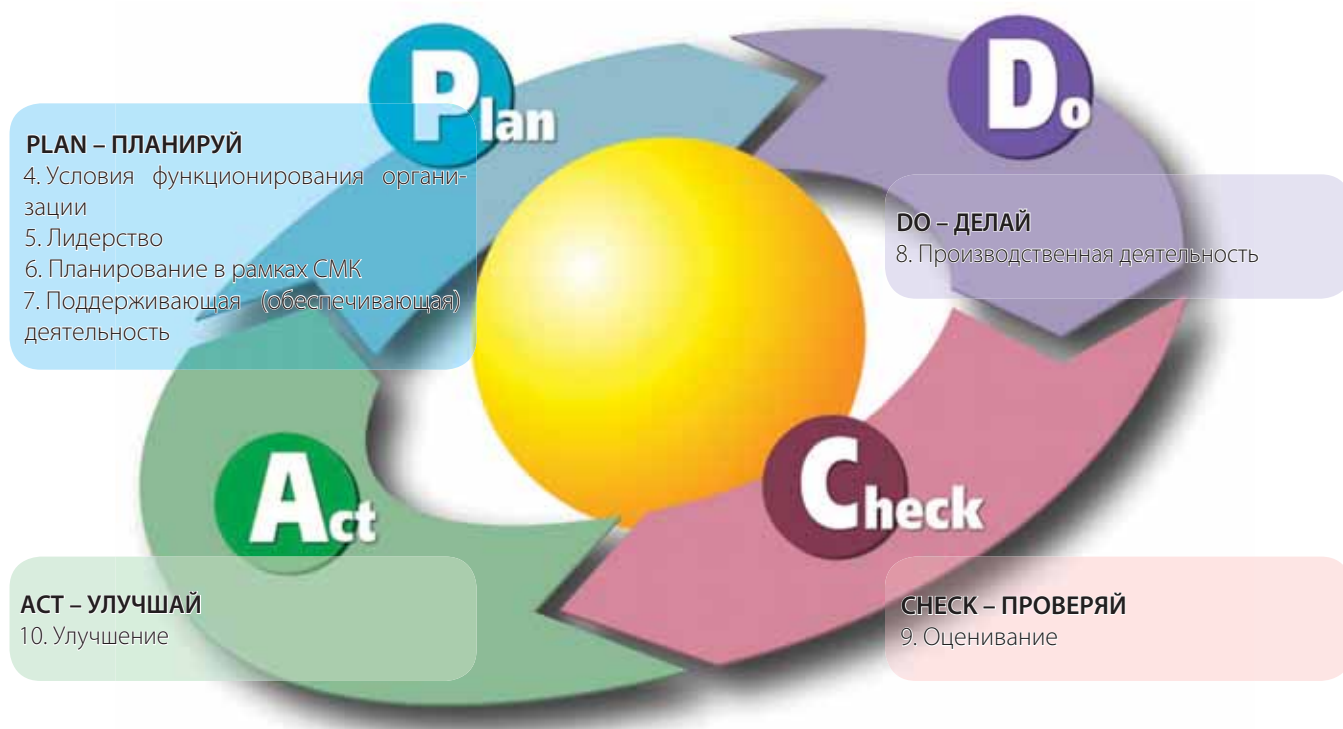 Plan
Do
PLAN – ПЛАНИРУЙ
4. Условия функционирования органи-
зации
5. Лидерство
6. Планирование в рамках СМК
7. Поддерживающая (обеспечивающая)
деятельность
DO – ДЕЛАЙ
8. Производственная деятельность
Act
Check
ACT – УЛУЧШАЙ
10. Улучшение
CHECK – ПРОВЕРЯЙ
9. Оценивание